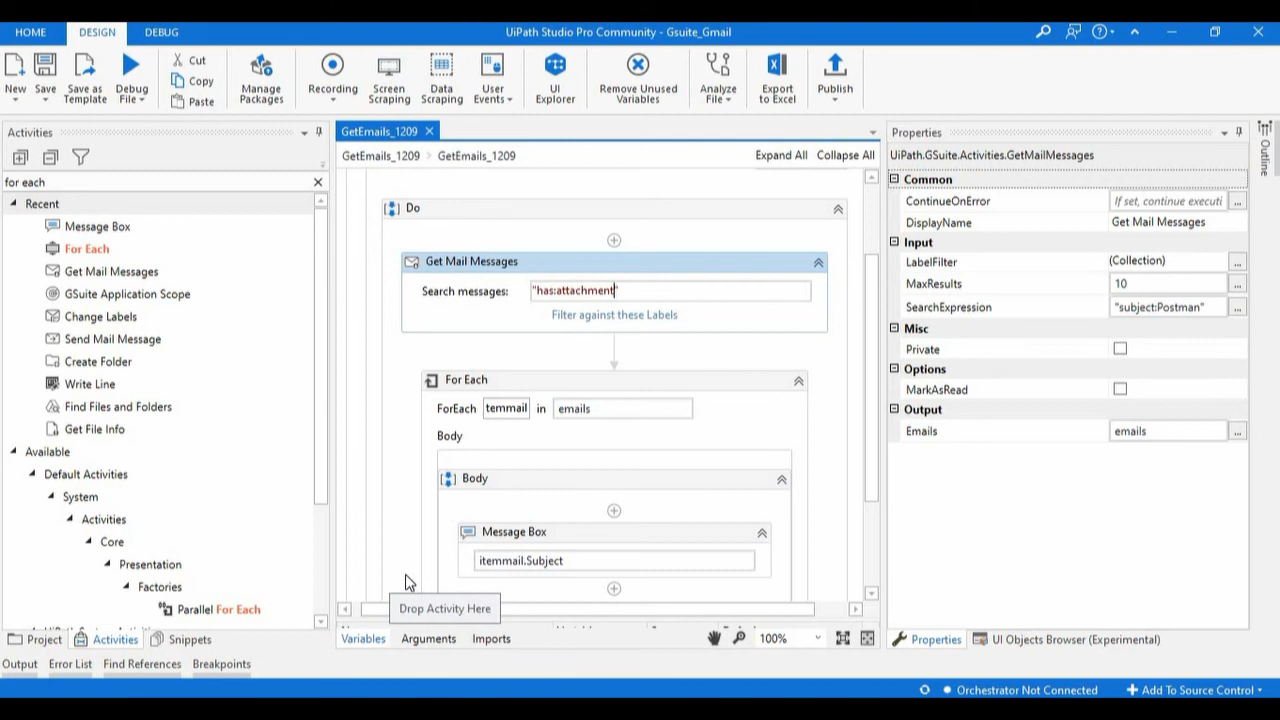 HOME DESIGN DEBUG UiPath Studio Pro Community - Gsuite_Gmail
New Save Save as Template Debug File Cut Copy Paste Manage Packages Recording Screen Scraping Data Scraping User Events UI Explorer Remove Unused Variables Analyze File Export to Excel Publish
Activities
for each
Recent
Message Box
For Each
Get Mail Messages
GSuite Application Scope
Change Labels
Send Mail Message
Create Folder
Write Line
Find Files and Folders
Get File Info
Available
Default Activities
System
Activities
Core
Presentation
Factories
Parallel For Each
Project Activities Snippets
GetEmails_1209
GetEmails_1209 > GetEmails_1209 Expand All Collapse All
Do
Get Mail Messages
Search messages: "has:attachment"
Filter against these Labels
For Each
ForEach temmail in emails
Body
Body
Message Box
itemmail.Subject
Drop Activity Here
Variables Arguments Imports 100%
Properties
UiPath.GSuite.Activities.GetMailMessages
Common
ContinueOnError If set, continue executi ...
DisplayName Get Mail Messages
Input
LabelFilter (Collection) ...
MaxResults 10 ...
SearchExpression "subject:Postman" ...
Misc
Private
Options
MarkAsRead
Output
Emails emails ...
Properties UI Objects Browser (Experimental)
Outline
Output Error List Find References Breakpoints
Orchestrator Not Connected Add To Source Control